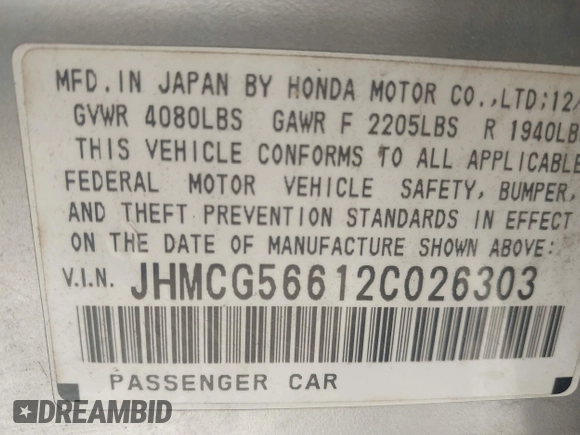 MFD. IN JAPAN BY HONDA MOTOR CO.,LTD;12
GVWR 4080LBS GAWR F 2205LBS R 1940LB
THIS VEHICLE CONFORMS TO ALL APPLICABLE
FEDERAL MOTOR VEHICLE SAFETY, BUMPER,
AND THEFT PREVENTION STANDARDS IN EFFECT
ON THE DATE OF MANUFACTURE SHOWN ABOVE:
V.I.N. JHMCG56612C026303
PASSENGER CAR
DREAMBID